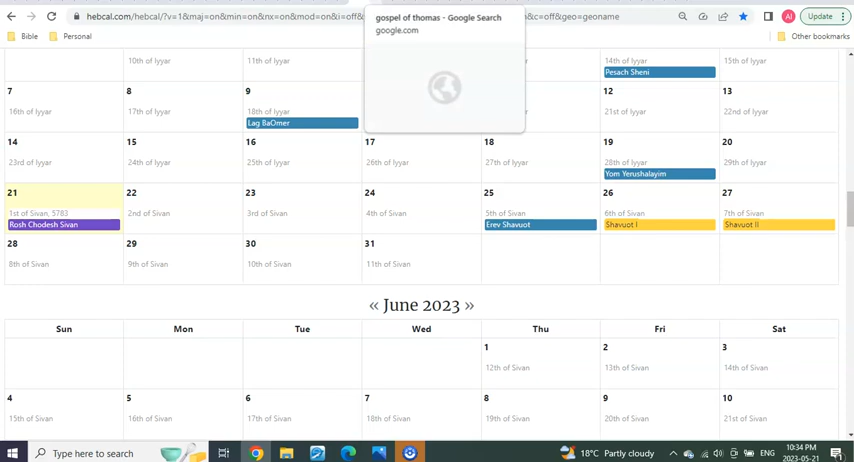 hebcal.com/hebcal/?v=1&maj=on&min=on&nx=on&mod=on&i=off&
&c=off&geo=geoname
Update
Bible
Personal
Other bookmarks
gospel of thomas - Google Search
google.com
10th of Iyyar
11th of Iyyar
14th of Iyyar
15th of Iyyar
Pesach Sheni
7
8
9
12
13
16th of Iyyar
17th of Iyyar
18th of Iyyar
21st of Iyyar
22nd of Iyyar
Lag BaOmer
14
15
16
17
18
19
20
23rd of Iyyar
24th of Iyyar
25th of Iyyar
26th of Iyyar
27th of Iyyar
28th of Iyyar
29th of Iyyar
Yom Yerushalayim
21
22
23
24
25
26
27
1st of Sivan, 5783
2nd of Sivan
3rd of Sivan
4th of Sivan
5th of Sivan
6th of Sivan
7th of Sivan
Rosh Chodesh Sivan
Erev Shavuot
Shavuot I
Shavuot II
28
29
30
31
8th of Sivan
9th of Sivan
10th of Sivan
11th of Sivan
« June 2023 »
Sun
Mon
Tue
Wed
Thu
Fri
Sat
1
2
3
12th of Sivan
13th of Sivan
14th of Sivan
4
5
6
7
8
9
10
15th of Sivan
16th of Sivan
17th of Sivan
18th of Sivan
19th of Sivan
20th of Sivan
21st of Sivan
Type here to search
18°C Partly cloudy
ENG
10:34 PM
2023-05-21